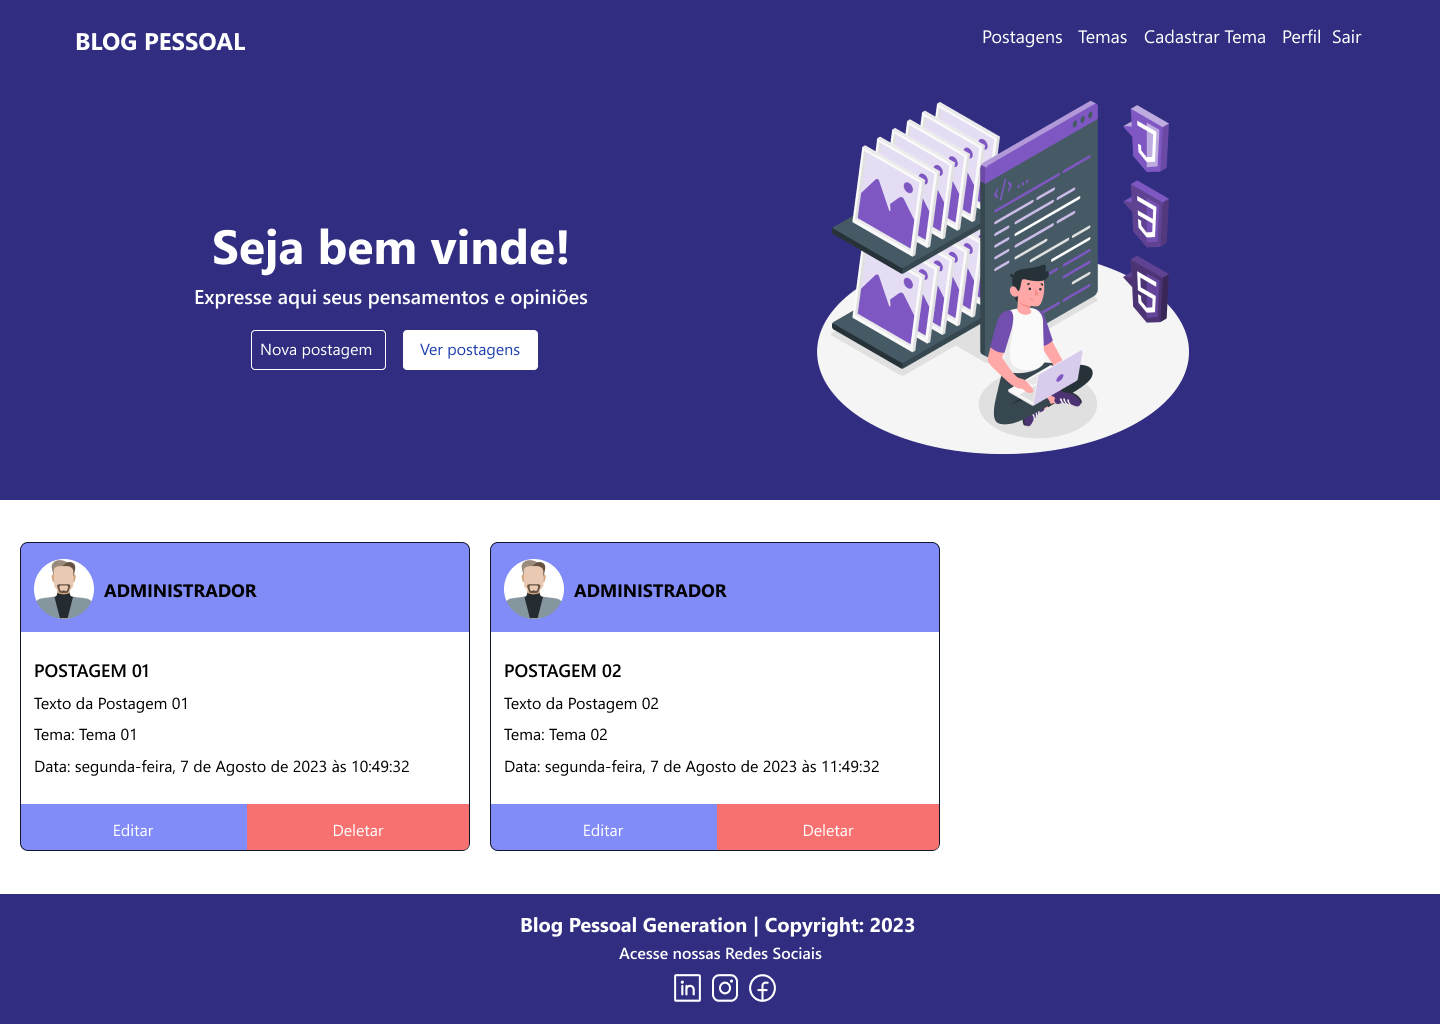 BLOG PESSOAL
Postagens Temas Cadastrar Tema Perfil Sair
</>...
J
3
5
Seja bem vinde!
Expresse aqui seus pensamentos e opiniões
Nova postagem Ver postagens
ADMINISTRADOR
POSTAGEM 01
Texto da Postagem 01
Tema: Tema 01
Data: segunda-feira, 7 de Agosto de 2023 às 10:49:32
Editar Deletar
ADMINISTRADOR
POSTAGEM 02
Texto da Postagem 02
Tema: Tema 02
Data: segunda-feira, 7 de Agosto de 2023 às 11:49:32
Editar Deletar
Blog Pessoal Generation | Copyright: 2023
Acesse nossas Redes Sociais
in